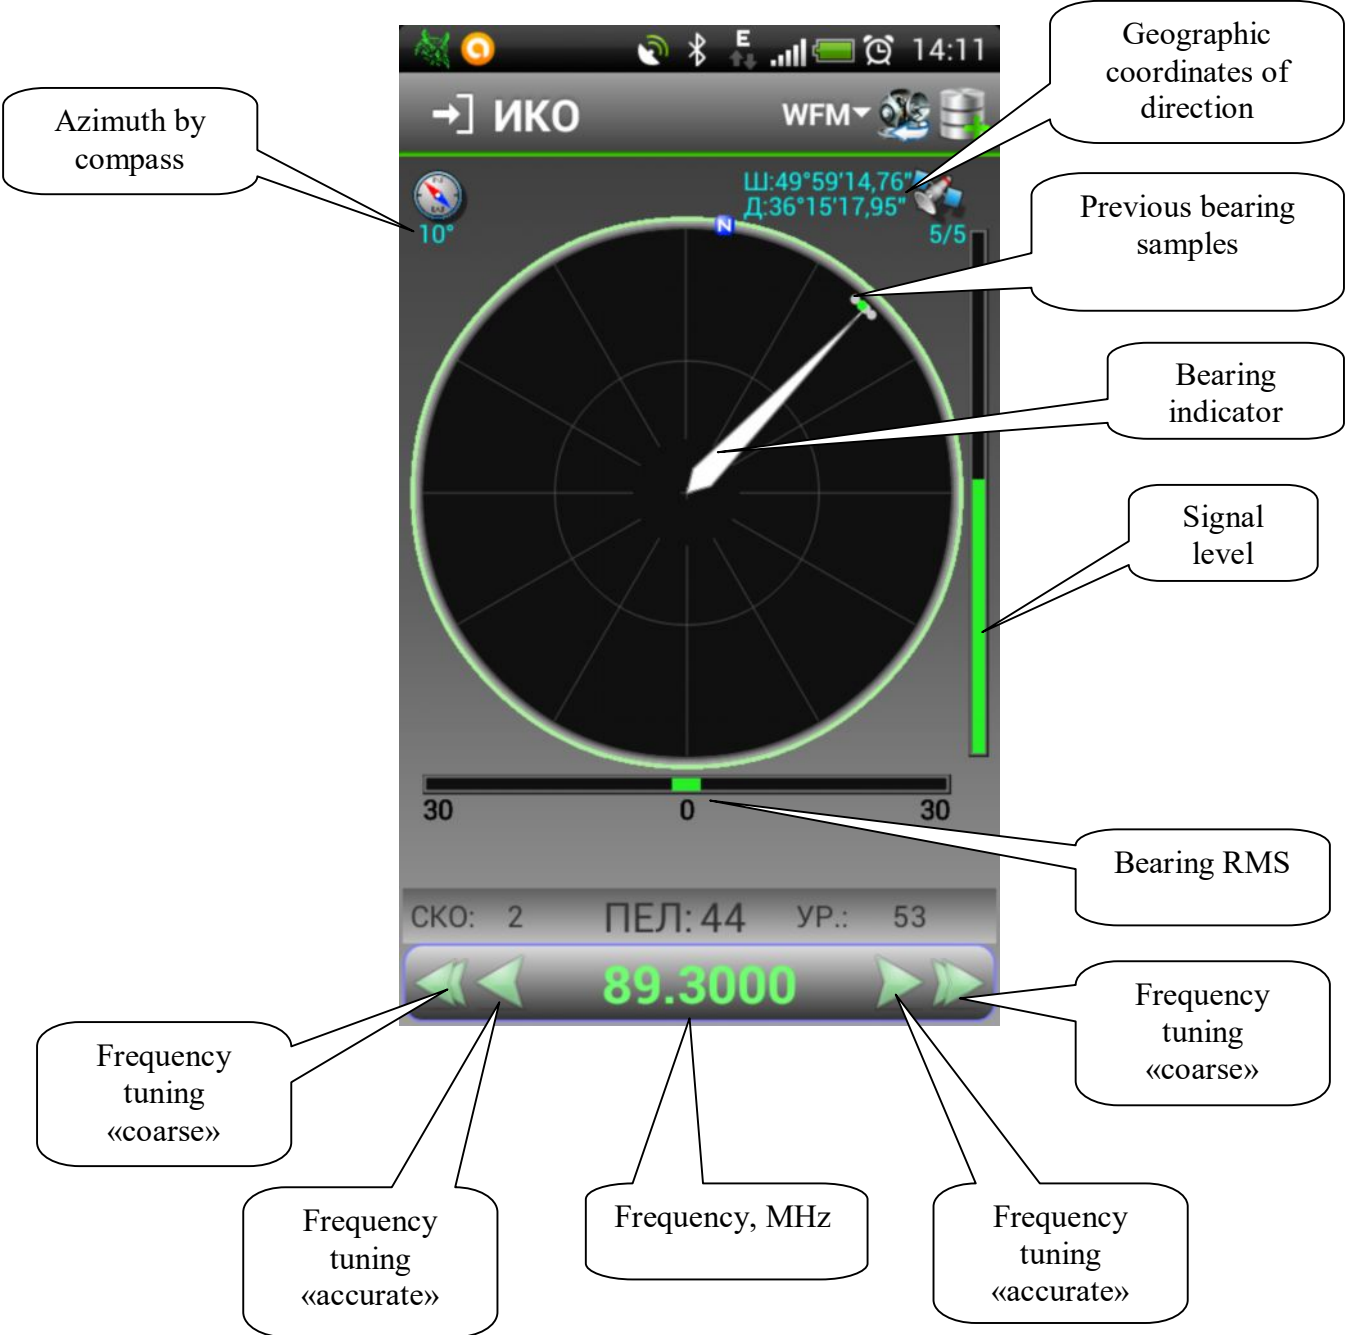 Geographic
coordinates of
direction
E
14:11
ИКО
WFM
Azimuth by
compass
Ш:49°59'14,76"
Д:36°15'17,95"
10°
N
5/5
Previous bearing
samples
Bearing
indicator
Signal
level
30
0
30
Bearing RMS
СКО: 2
ПЕЛ: 44
УР.: 53
89.3000
Frequency
tuning
«coarse»
Frequency
tuning
«coarse»
Frequency
tuning
«accurate»
Frequency, MHz
Frequency
tuning
«accurate»